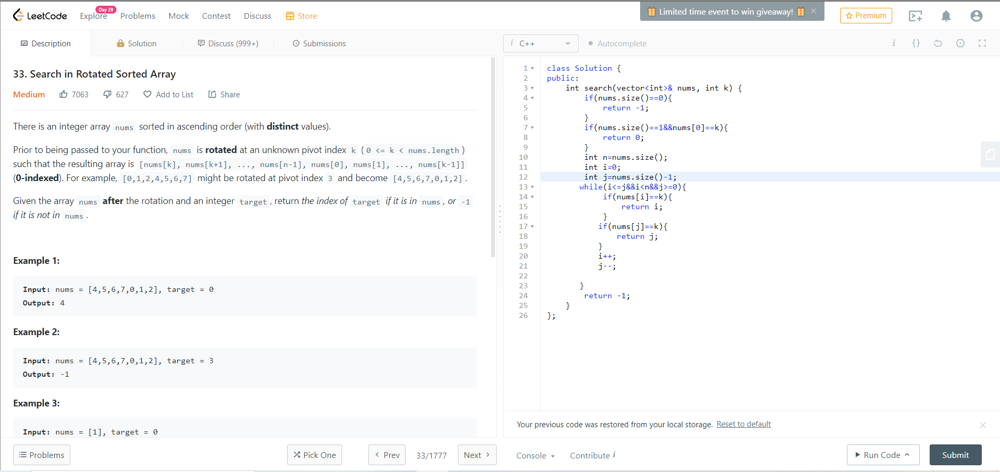 LeetCode
Explore
Day 28
Problems
Mock
Contest
Discuss
Store
Limited time event to win giveaway!
Premium
Description
Solution
Discuss (999+)
Submissions
i C++
Autocomplete
i {}
33. Search in Rotated Sorted Array
Medium 7063 627 Add to List Share
There is an integer array nums sorted in ascending order (with distinct values).
Prior to being passed to your function, nums is rotated at an unknown pivot index k (0 <= k < nums.length)
such that the resulting array is [nums[k], nums[k+1], ..., nums[n-1], nums[0], nums[1], ..., nums[k-1]]
(0-indexed). For example, [0,1,2,4,5,6,7] might be rotated at pivot index 3 and become [4,5,6,7,0,1,2].
Given the array nums after the rotation and an integer target, return the index of target if it is in nums, or -1
if it is not in nums.
Example 1:
Input: nums = [4,5,6,7,0,1,2], target = 0
Output: 4
Example 2:
Input: nums = [4,5,6,7,0,1,2], target = 3
Output: -1
Example 3:
Input: nums = [1], target = 0
1 class Solution {
2 public:
3 int search(vector<int>& nums, int k) {
4 if(nums.size()==0){
5 return -1;
6 }
7 if(nums.size()==1&&nums[0]==k){
8 return 0;
9 }
10 int n=nums.size();
11 int i=0;
12 int j=nums.size()-1;
13 while(i<=j&&i<n&&j>=0){
14 if(nums[i]==k){
15 return i;
16 }
17 if(nums[j]==k){
18 return j;
19 }
20 i++;
21 j--;
22
23 }
24 return -1;
25 }
26 };
Your previous code was restored from your local storage. Reset to default
Problems
Pick One
Prev
33/1777
Next
Console
Contribute i
Run Code
Submit